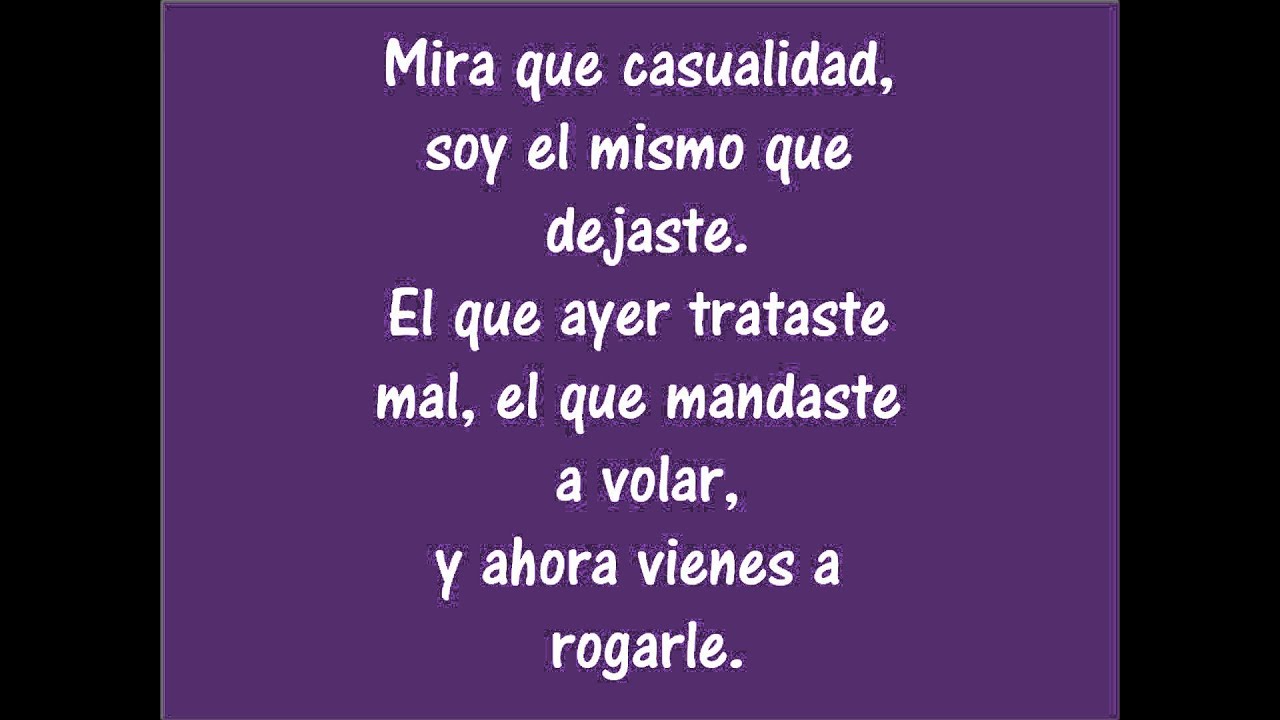 Mira que casualidad,
soy el mismo que
dejaste.
El que ayer trataste
mal, el que mandaste
a volar,
y ahora vienes a
rogarle.